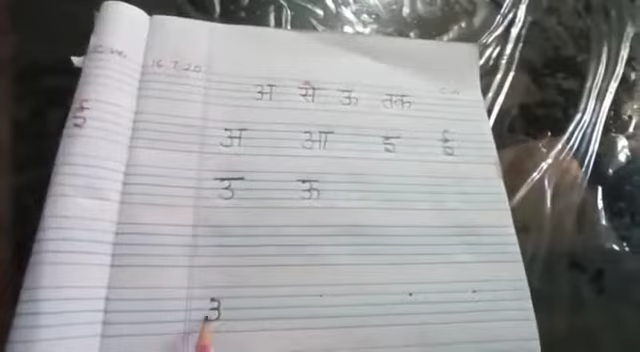 16.7.20
अ से ऊ तक
अ आ इ ई
उ ऊ